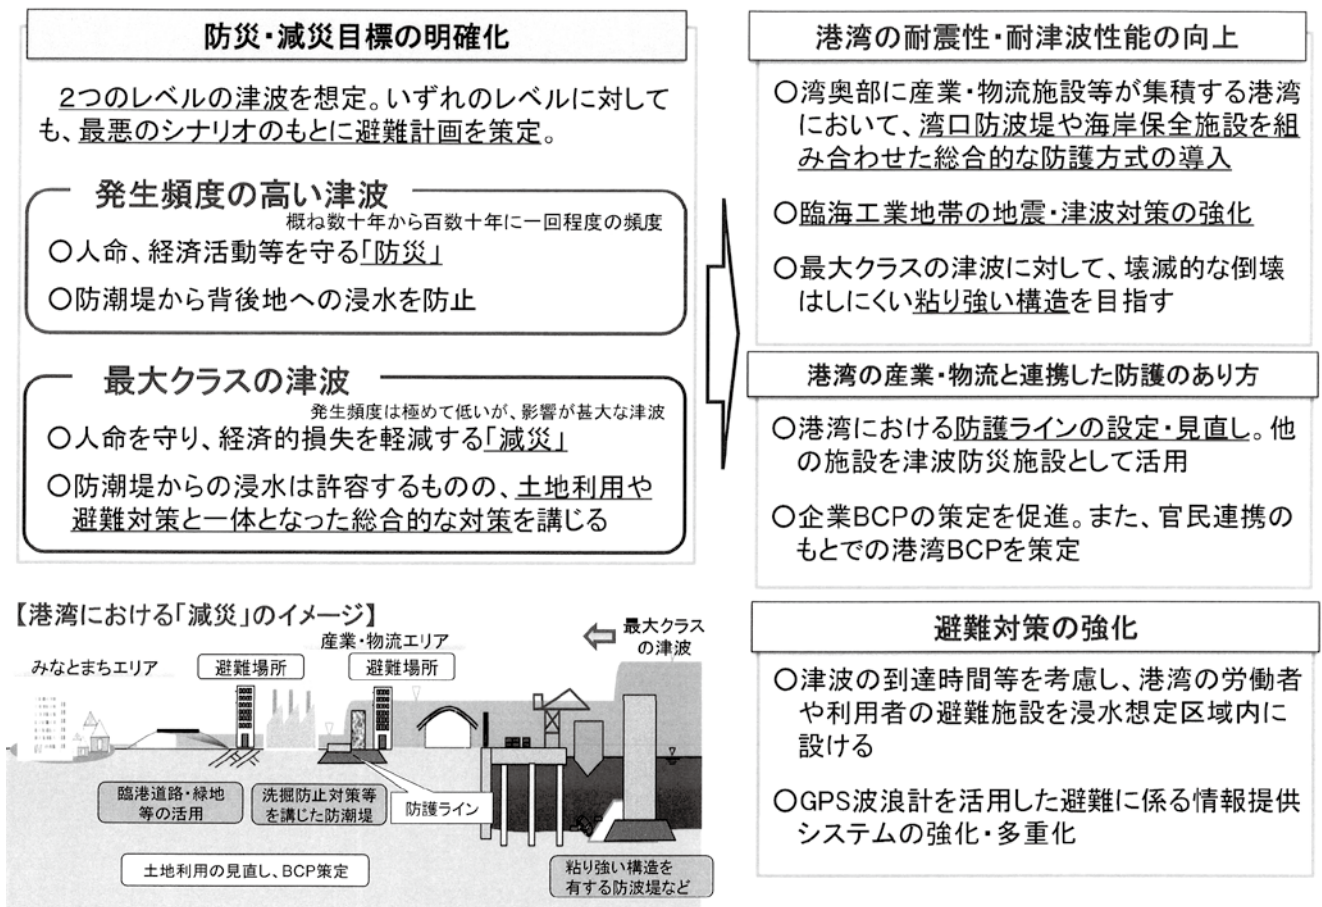 防災・減災目標の明確化
2つのレベルの津波を想定。いずれのレベルに対して
も、最悪のシナリオのもとに避難計画を策定。
発生頻度の高い津波
概ね数十年から百数十年に一回程度の頻度
○人命、経済活動等を守る「防災」
○防潮堤から背後地への浸水を防止
最大クラスの津波
発生頻度は極めて低いが、影響が甚大な津波
○人命を守り、経済的損失を軽減する「減災」
○防潮堤からの浸水は許容するものの、土地利用や
避難対策と一体となった総合的な対策を講じる
【港湾における「減災」のイメージ】
産業・物流エリア
最大クラス
の津波
みなとまちエリア
避難場所
避難場所
臨港道路・緑地
等の活用
洗掘防止対策等
を講じた防潮堤
防護ライン
土地利用の見直し、BCP策定
粘り強い構造を
有する防波堤など
港湾の耐震性・耐津波性能の向上
○湾奥部に産業・物流施設等が集積する港湾
において、湾口防波堤や海岸保全施設を組
み合わせた総合的な防護方式の導入
○臨海工業地帯の地震・津波対策の強化
○最大クラスの津波に対して、壊滅的な倒壊
はしにくい粘り強い構造を目指す
港湾の産業・物流と連携した防護のあり方
○港湾における防護ラインの設定・見直し。他
の施設を津波防災施設として活用
○企業BCPの策定を促進。また、官民連携の
もとでの港湾BCPを策定
避難対策の強化
○津波の到達時間等を考慮し、港湾の労働者
や利用者の避難施設を浸水想定区域内に
設ける
○GPS波浪計を活用した避難に係る情報提供
システムの強化・多重化